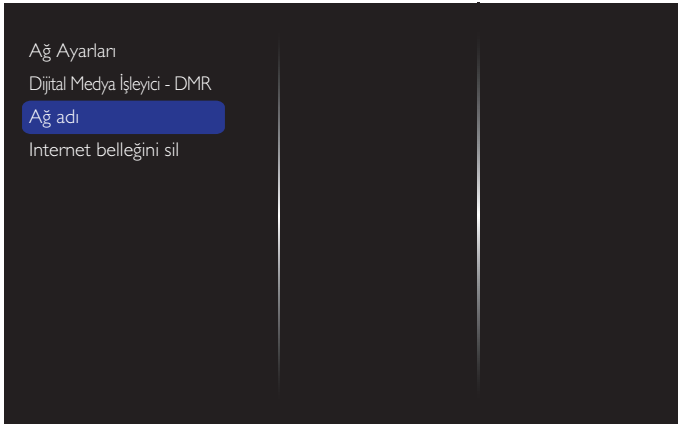 Ağ Ayarları
Dijital Medya İşleyici - DMR
Ağ adı
Internet belleğini sil